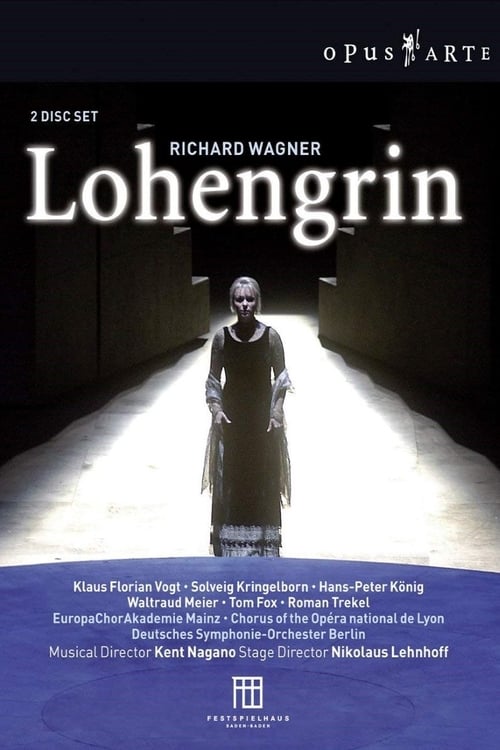 OPUS ARTE
2 DISC SET
RICHARD WAGNER
Lohengrin
Klaus Florian Vogt • Solveig Kringelborn • Hans-Peter König
Waltraud Meier • Tom Fox • Roman Trekel
EuropaChorAkademie Mainz • Chorus of the Opéra national de Lyon
Deutsches Symphonie-Orchester Berlin
Musical Director Kent Nagano Stage Director Nikolaus Lehnhoff
FESTSPIELHAUS
BADEN-BADEN